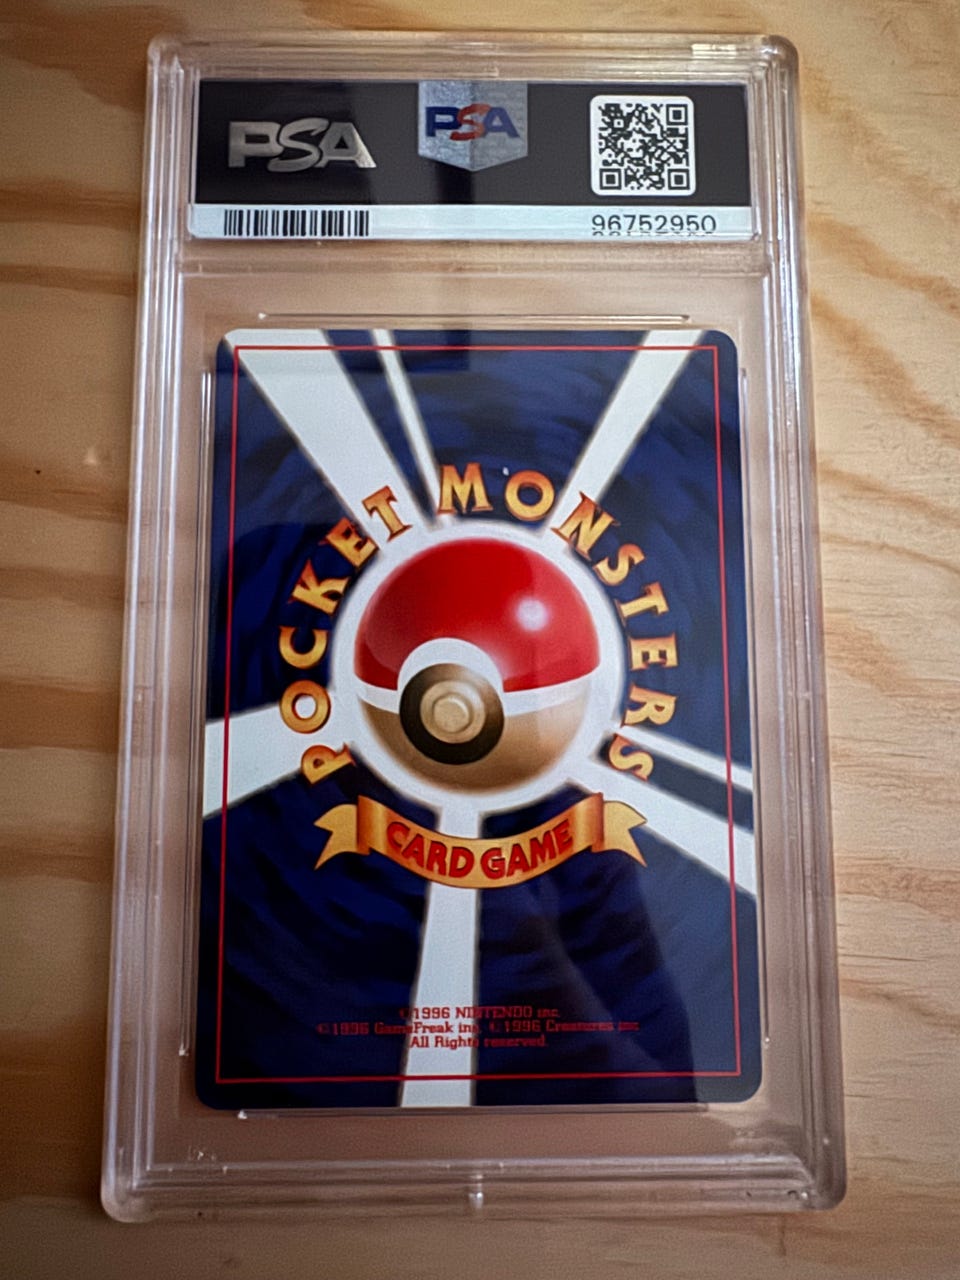 PSA
PSA
96752950
POCKET MONSTERS
CARD GAME
©1996 NINTENDO inc.
©1996 GameFreak inc. ©1996 Creatures inc
All Rights reserved.